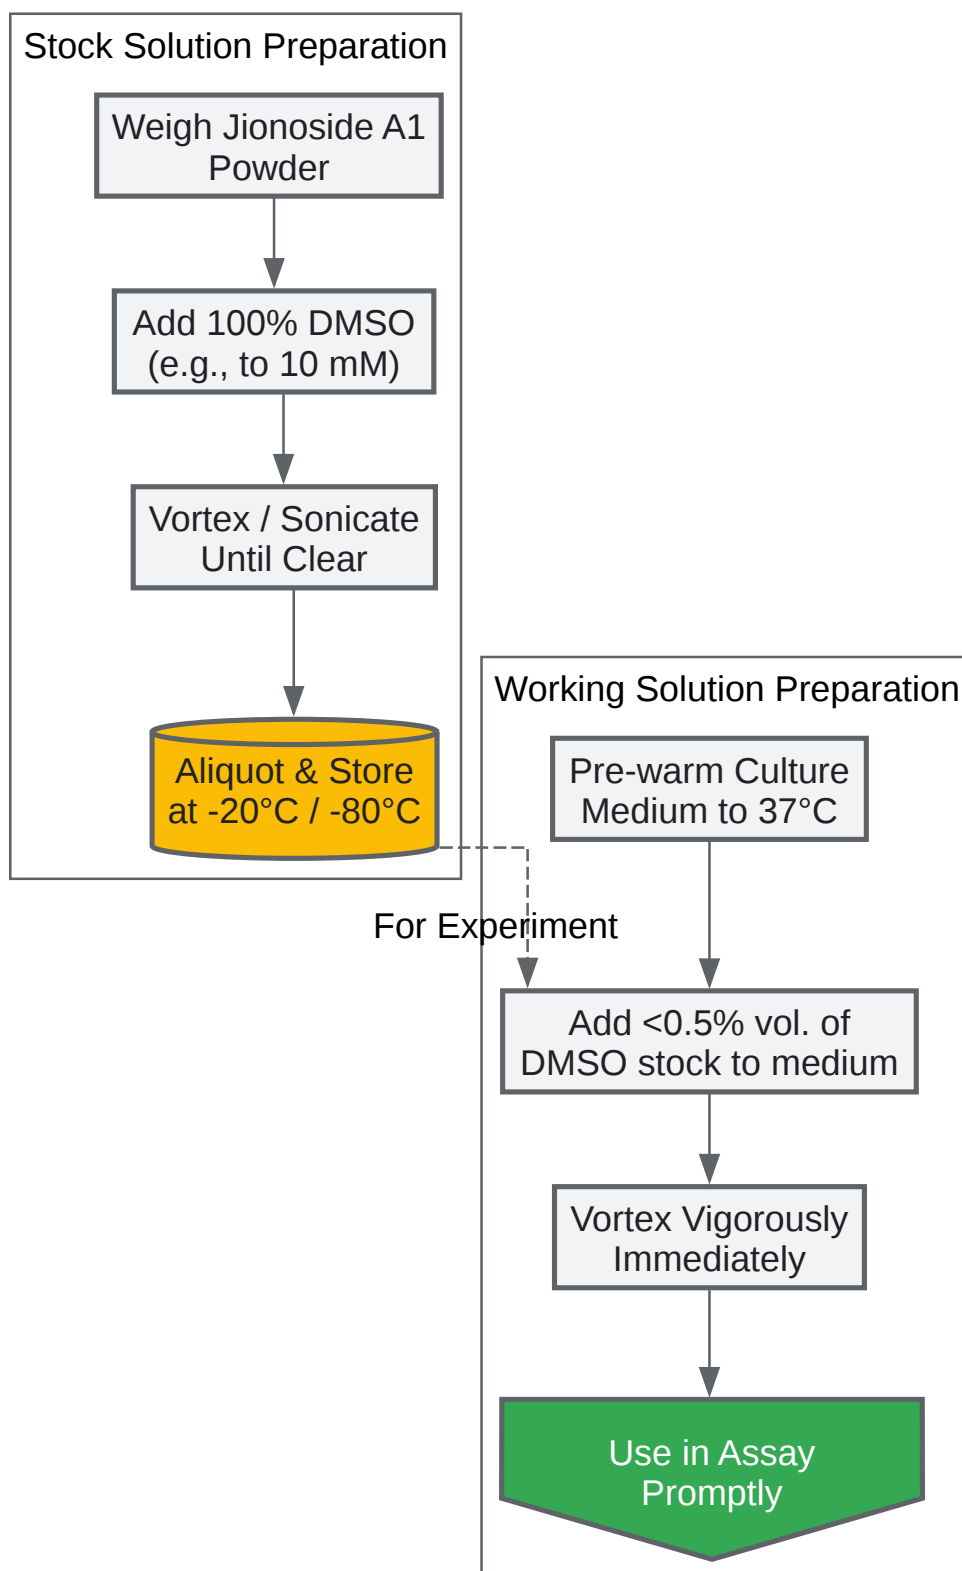 Stock Solution Preparation
Weigh Jionoside A1
Powder
Add 100% DMSO
(e.g., to 10 mM)
Vortex / Sonicate
Until Clear
Aliquot & Store
at -20°C / -80°C
For Experiment
Working Solution Preparation
Pre-warm Culture
Medium to 37°C
Add <0.5% vol. of
DMSO stock to medium
Vortex Vigorously
Immediately
Use in Assay
Promptly